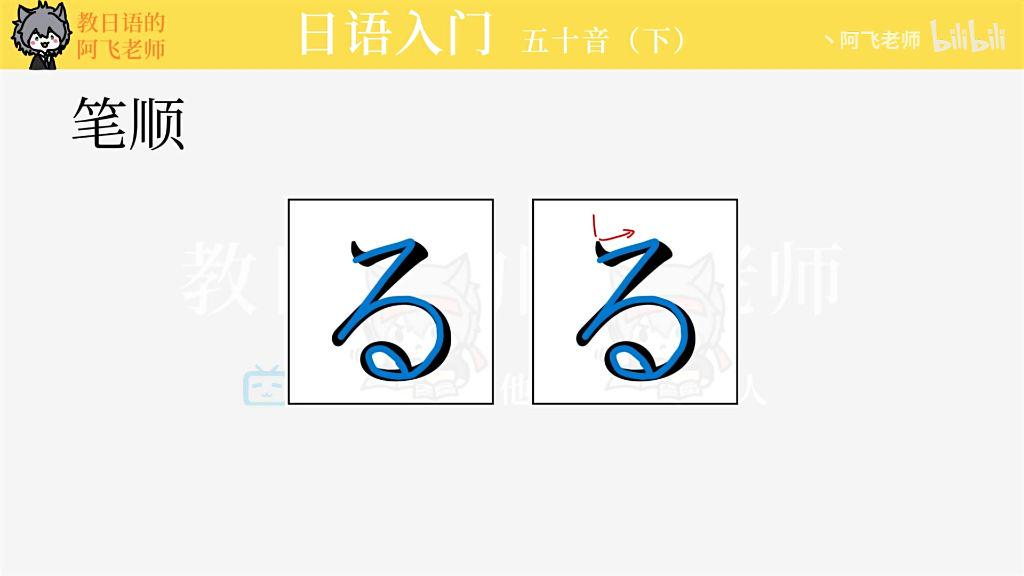 教日语的
阿飞老师
日语入门 五十音（下）
丶阿飞老师 bilibili
笔顺
る る